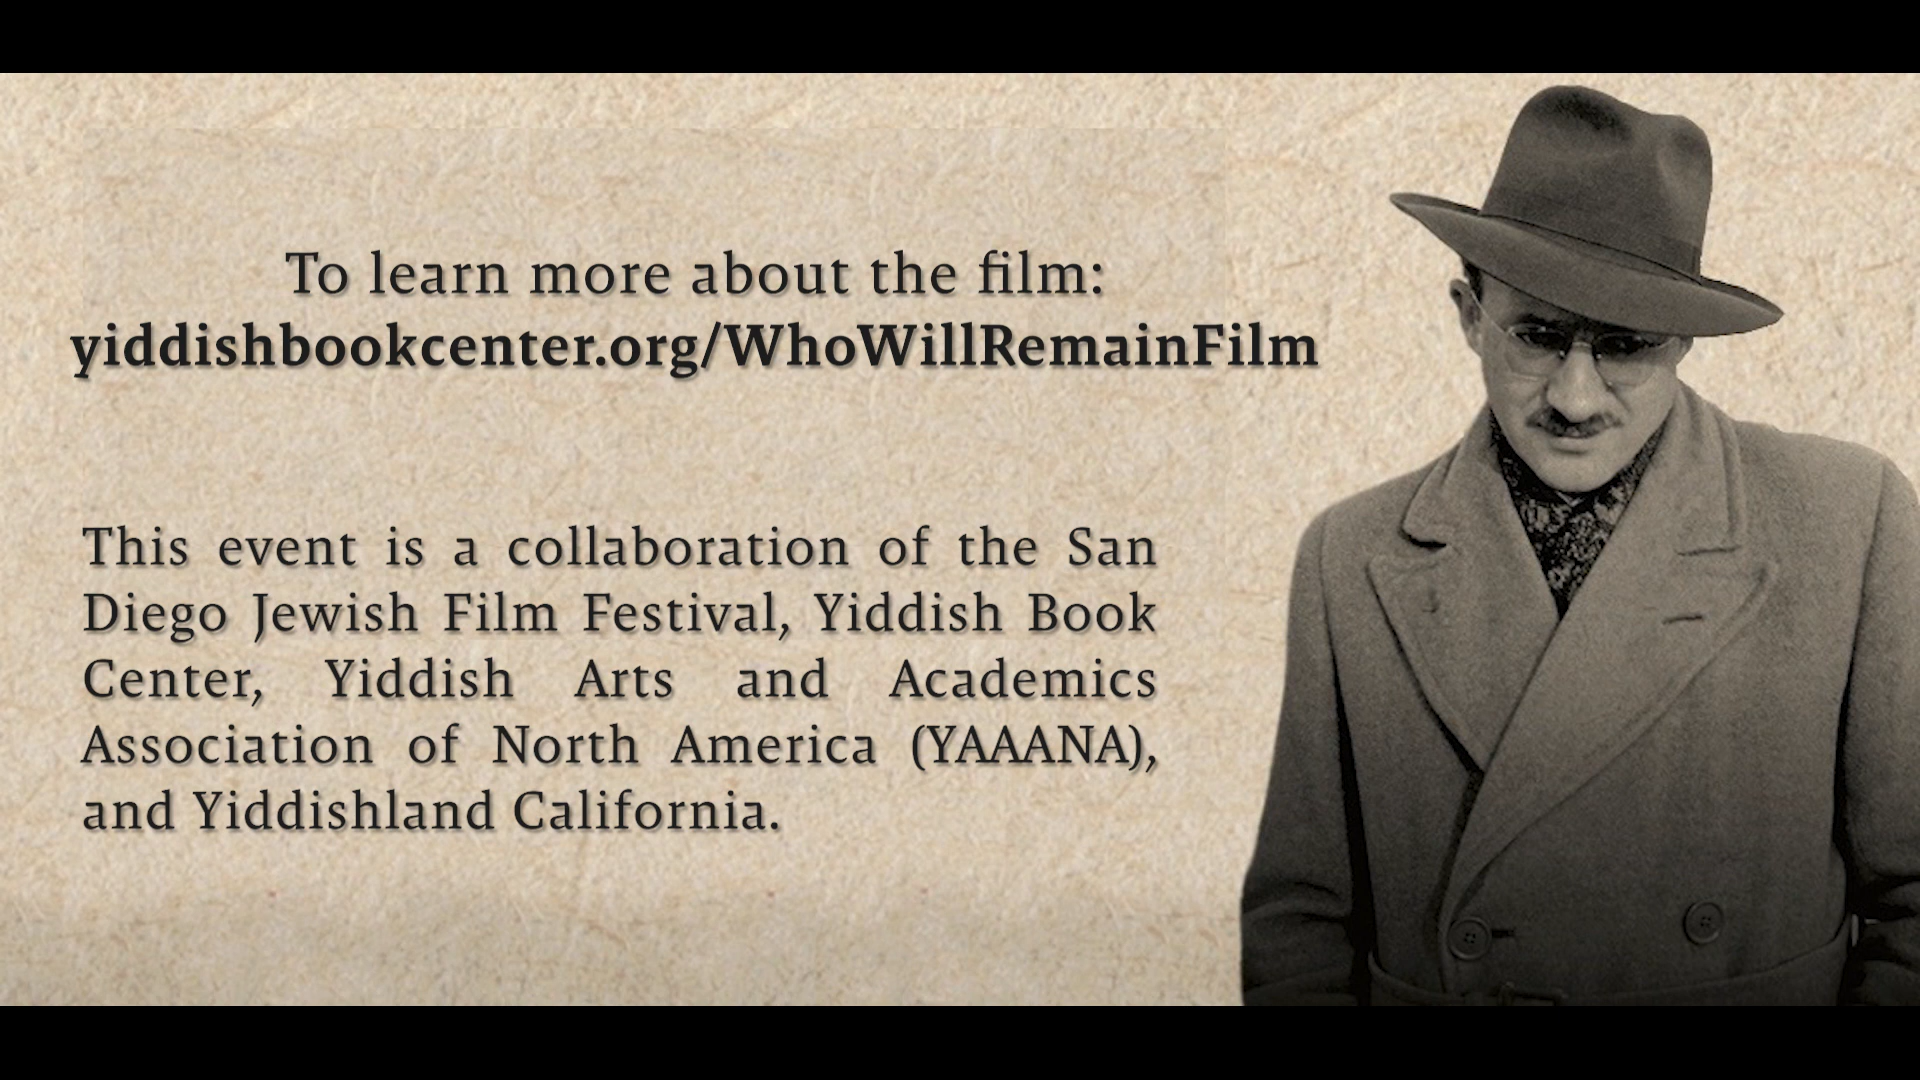 To learn more about the film:
yiddishbookcenter.org/WhoWillRemainFilm
This event is a collaboration of the San
Diego Jewish Film Festival, Yiddish Book
Center, Yiddish Arts and Academics
Association of North America (YAAANA),
and Yiddishland California.